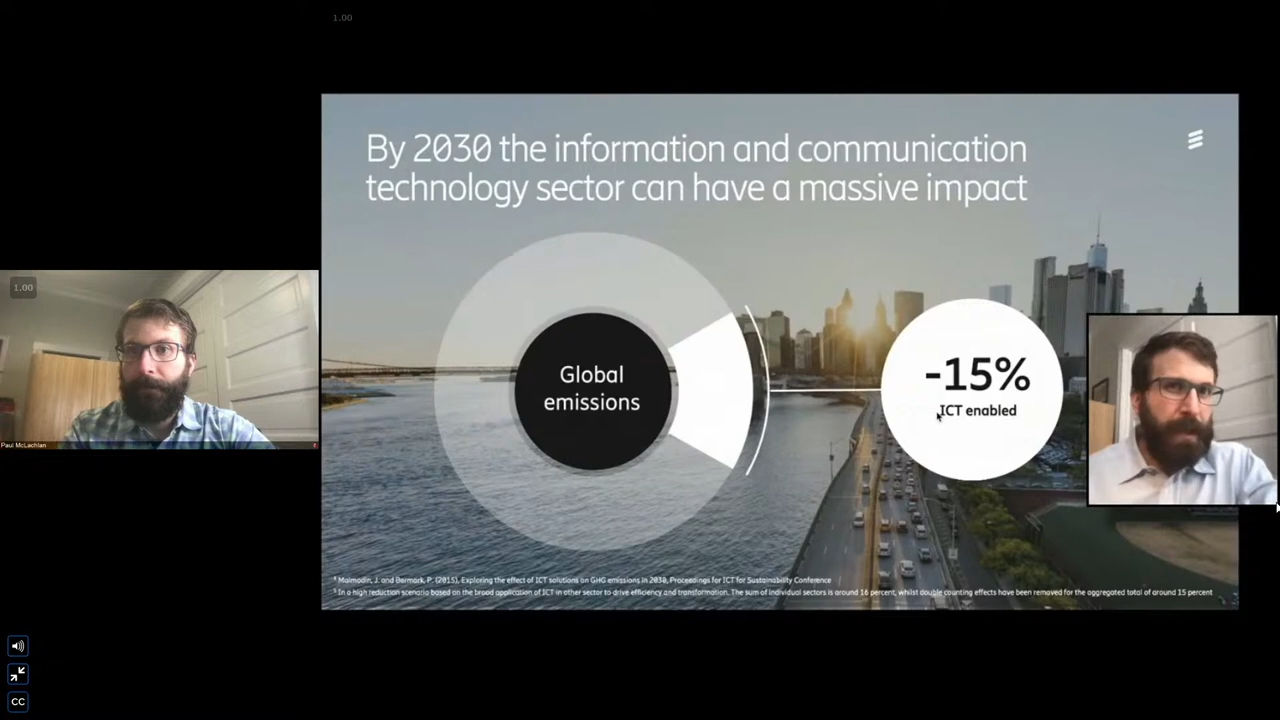 1.00
By 2030 the information and communication
technology sector can have a massive impact
1.00
Global
emissions
-15%
ICT enabled
Paul McLachlan
⁴ Malmodin, J. and Bermark, P. (2015), Exploring the effect of ICT solutions on GHG emissions in 2030, Proceedings for ICT for Sustainability Conference
⁵ In a high reduction scenario based on the broad application of ICT in other sector to drive efficiency and transformation. The sum of individual sectors is around 16 percent, whilst double counting effects have been removed for the aggregated total of around 15 percent
CC